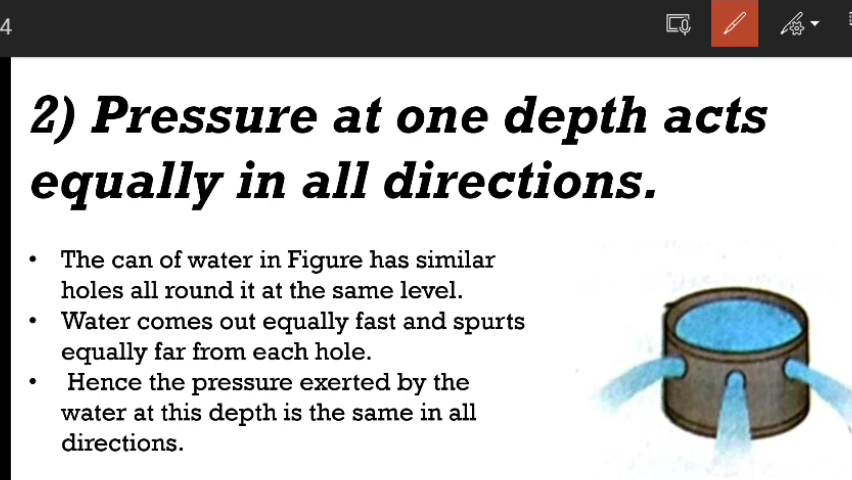 4
2) Pressure at one depth acts
equally in all directions.
• The can of water in Figure has similar
holes all round it at the same level.
• Water comes out equally fast and spurts
equally far from each hole.
• Hence the pressure exerted by the
water at this depth is the same in all
directions.